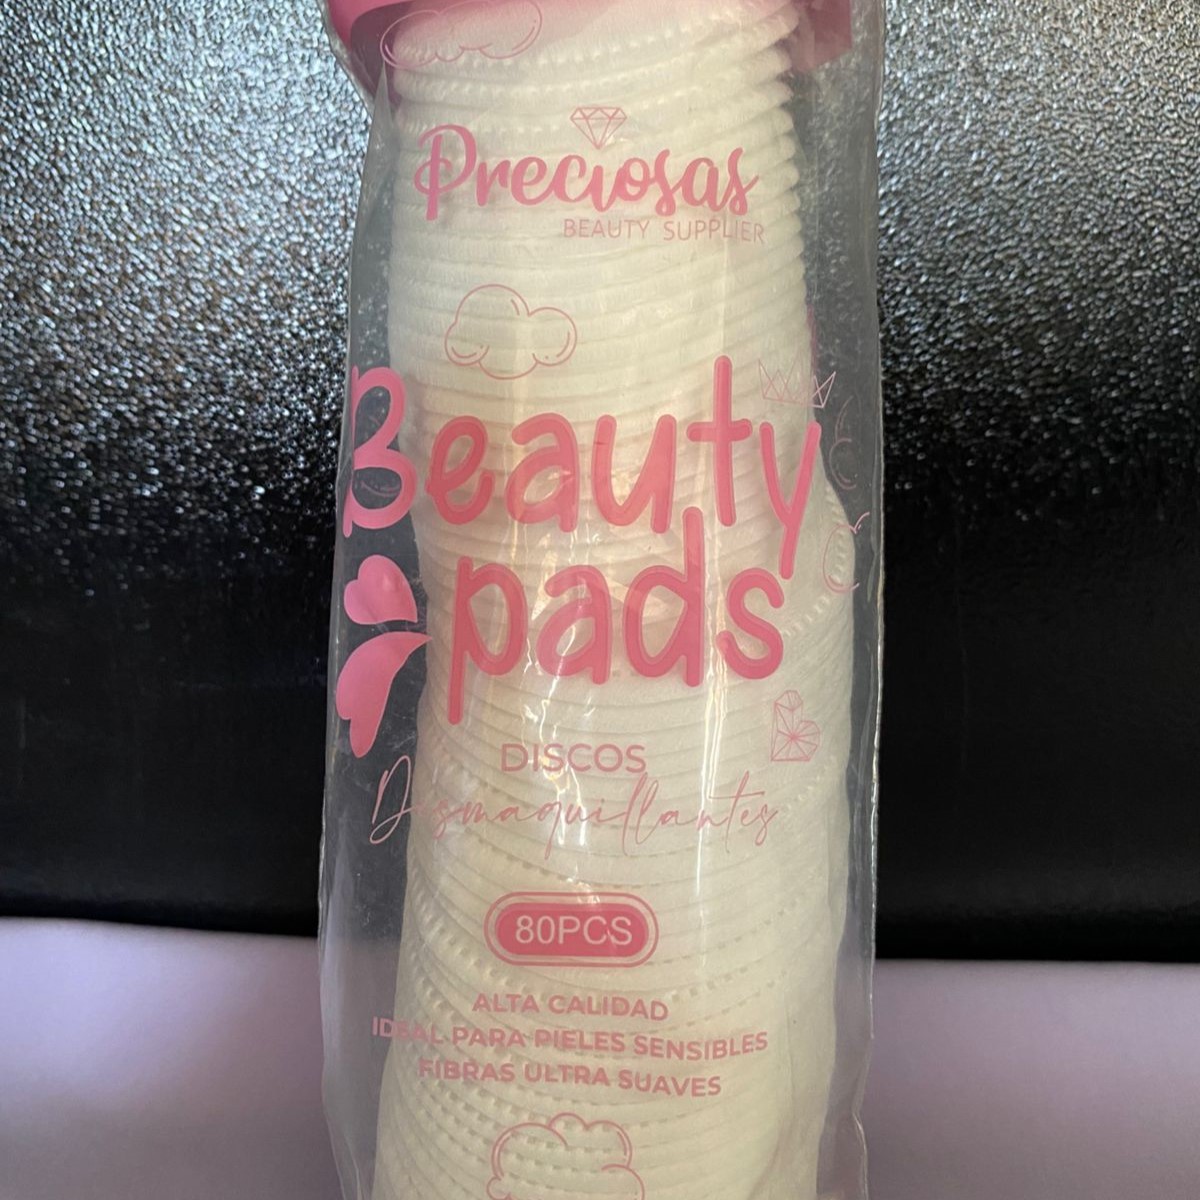 Preciosas
BEAUTY SUPPLIER
Beauty
pads
DISCOS
Desmaquillantes
80PCS
ALTA CALIDAD
IDEAL PARA PIELES SENSIBLES
FIBRAS ULTRA SUAVES